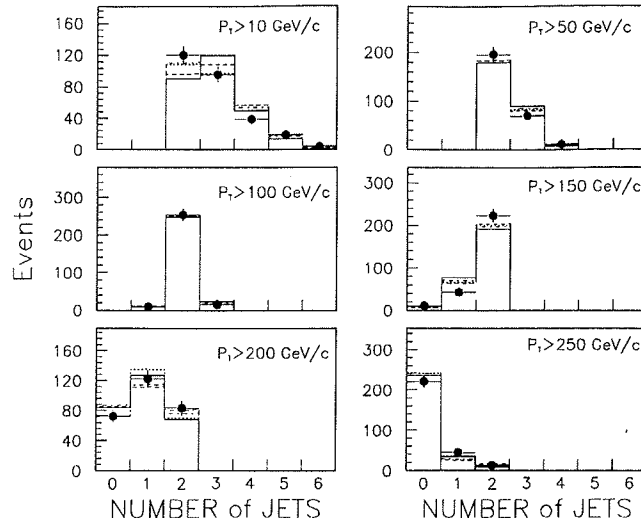 160
120
80
40
0
P_T>10 GeV/c
200
100
0
P_T>50 GeV/c
Events
300
200
100
0
P_T>100 GeV/c
300
200
100
0
P_T>150 GeV/c
160
120
80
40
0
P_T>200 GeV/c
0 1 2 3 4 5 6
NUMBER of JETS
300
200
100
0
P_T>250 GeV/c
0 1 2 3 4 5 6
NUMBER of JETS